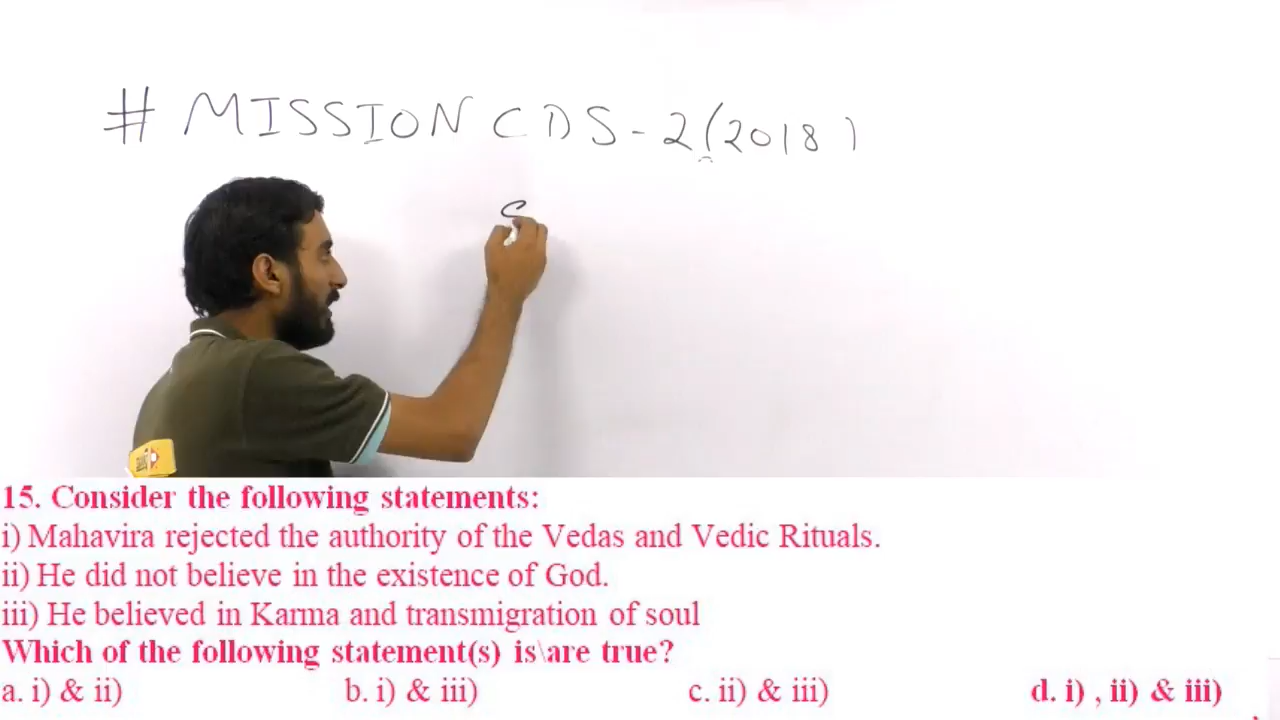 # MISSION CDS - 2 (2018)
S
15. Consider the following statements:
i) Mahavira rejected the authority of the Vedas and Vedic Rituals.
ii) He did not believe in the existence of God.
iii) He believed in Karma and transmigration of soul
Which of the following statement(s) is\are true?
a. i) & ii) b. i) & iii) c. ii) & iii) d. i) , ii) & iii)